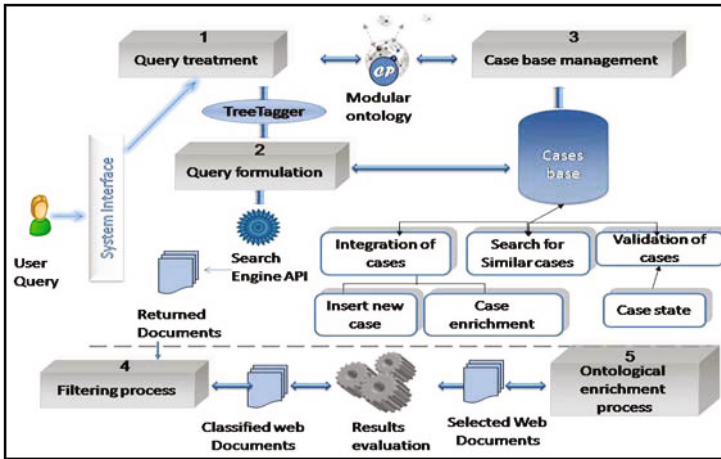 1
Query treatment
3
Case base management
CP
Modular
ontology
TreeTagger
2
Query formulation
Cases
base
System Interface
User
Query
Search
Engine API
Integration of
cases
Search for
Similar cases
Validation of
cases
Returned
Documents
Insert new
case
Case
enrichment
Case state
4
Filtering process
5
Ontological
enrichment
process
Classified web
Documents
Results
evaluation
Selected Web
Documents